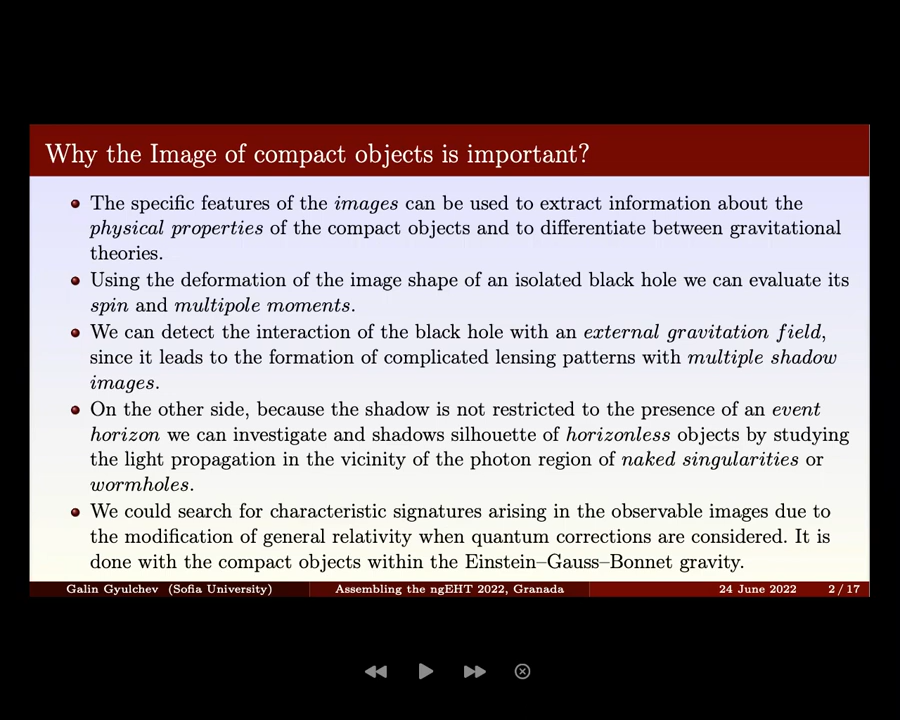 Why the Image of compact objects is important?
The specific features of the images can be used to extract information about the
physical properties of the compact objects and to differentiate between gravitational
theories.
Using the deformation of the image shape of an isolated black hole we can evaluate its
spin and multipole moments.
We can detect the interaction of the black hole with an external gravitation field,
since it leads to the formation of complicated lensing patterns with multiple shadow
images.
On the other side, because the shadow is not restricted to the presence of an event
horizon we can investigate and shadows silhouette of horizonless objects by studying
the light propagation in the vicinity of the photon region of naked singularities or
wormholes.
We could search for characteristic signatures arising in the observable images due to
the modification of general relativity when quantum corrections are considered. It is
done with the compact objects within the Einstein–Gauss–Bonnet gravity.
Galin Gyulchev (Sofia University) Assembling the ngEHT 2022, Granada 24 June 2022 2 / 17